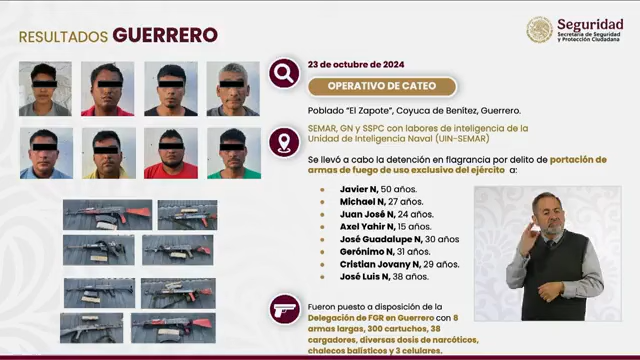 RESULTADOS GUERRERO
Seguridad
Secretaría de Seguridad
y Protección Ciudadana
23 de octubre de 2024
OPERATIVO DE CATEO
Poblado "El Zapote", Coyuca de Benítez, Guerrero.
SEMAR, GN y SSPC con labores de inteligencia de la
Unidad de Inteligencia Naval (UIN-SEMAR)
Se llevó a cabo la detención en flagrancia por delito de portación de
armas de fuego de uso exclusivo del ejército a:
• Javier N, 50 años.
• Michael N, 27 años.
• Juan José N, 24 años.
• Axel Yahir N, 15 años.
• José Guadalupe N, 30 años
• Gerónimo N, 31 años.
• Cristian Jovany N, 29 años.
• José Luis N, 38 años.
Fueron puesto a disposición de la
Delegación de FGR en Guerrero con 8
armas largas, 300 cartuchos, 38
cargadores, diversas dosis de narcóticos,
chalecos balísticos y 3 celulares.